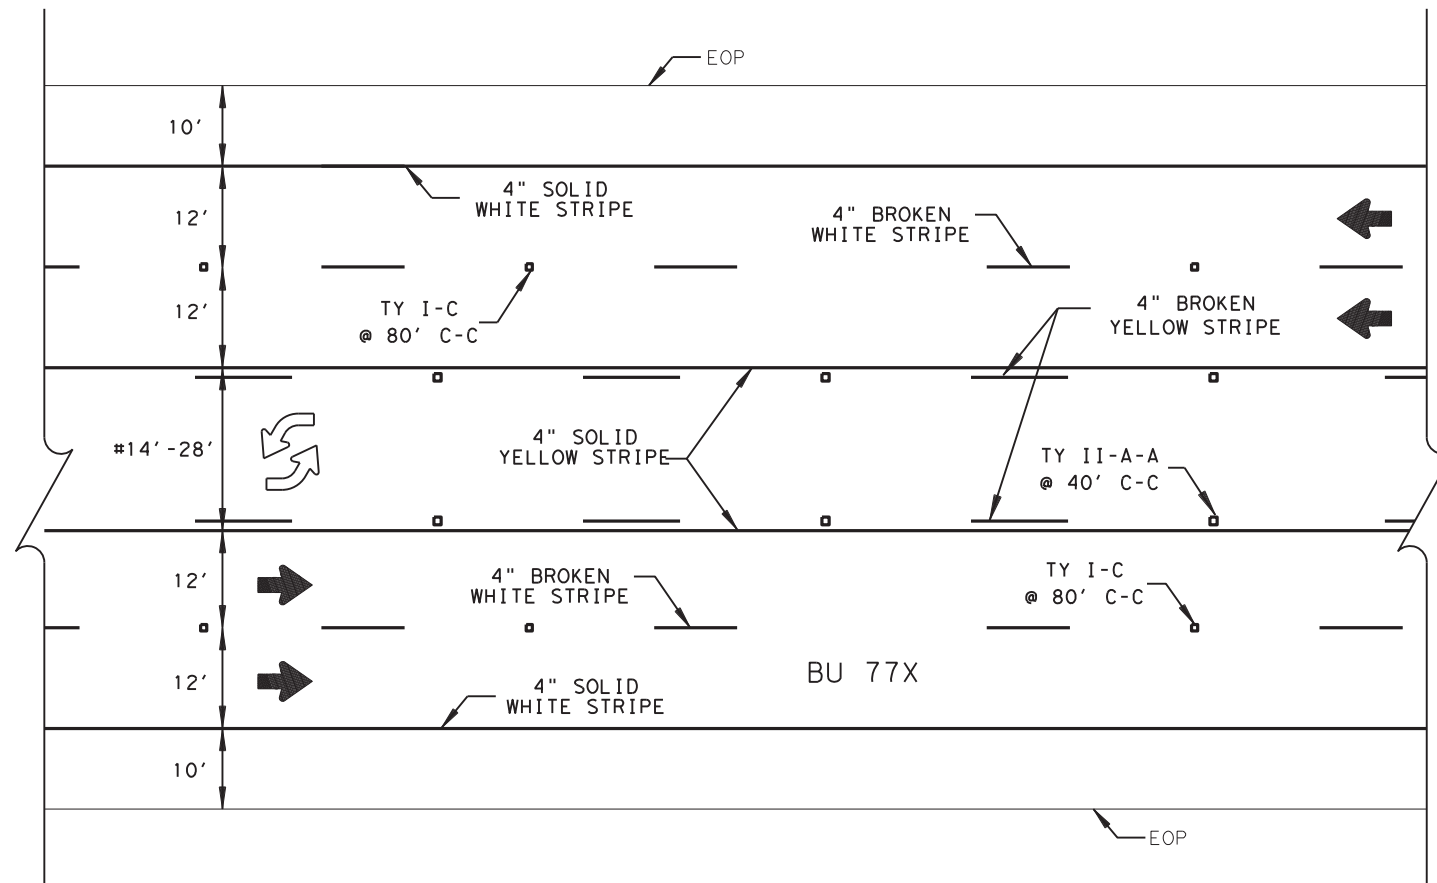 EOP
10'
4" SOLID
WHITE STRIPE
12'
4" BROKEN
WHITE STRIPE
12'
TY I-C
@ 80' C-C
4" BROKEN
YELLOW STRIPE
#14'-28'
4" SOLID
YELLOW STRIPE
TY II-A-A
@ 40' C-C
12'
4" BROKEN
WHITE STRIPE
TY I-C
@ 80' C-C
12'
4" SOLID
WHITE STRIPE
BU 77X
10'
EOP